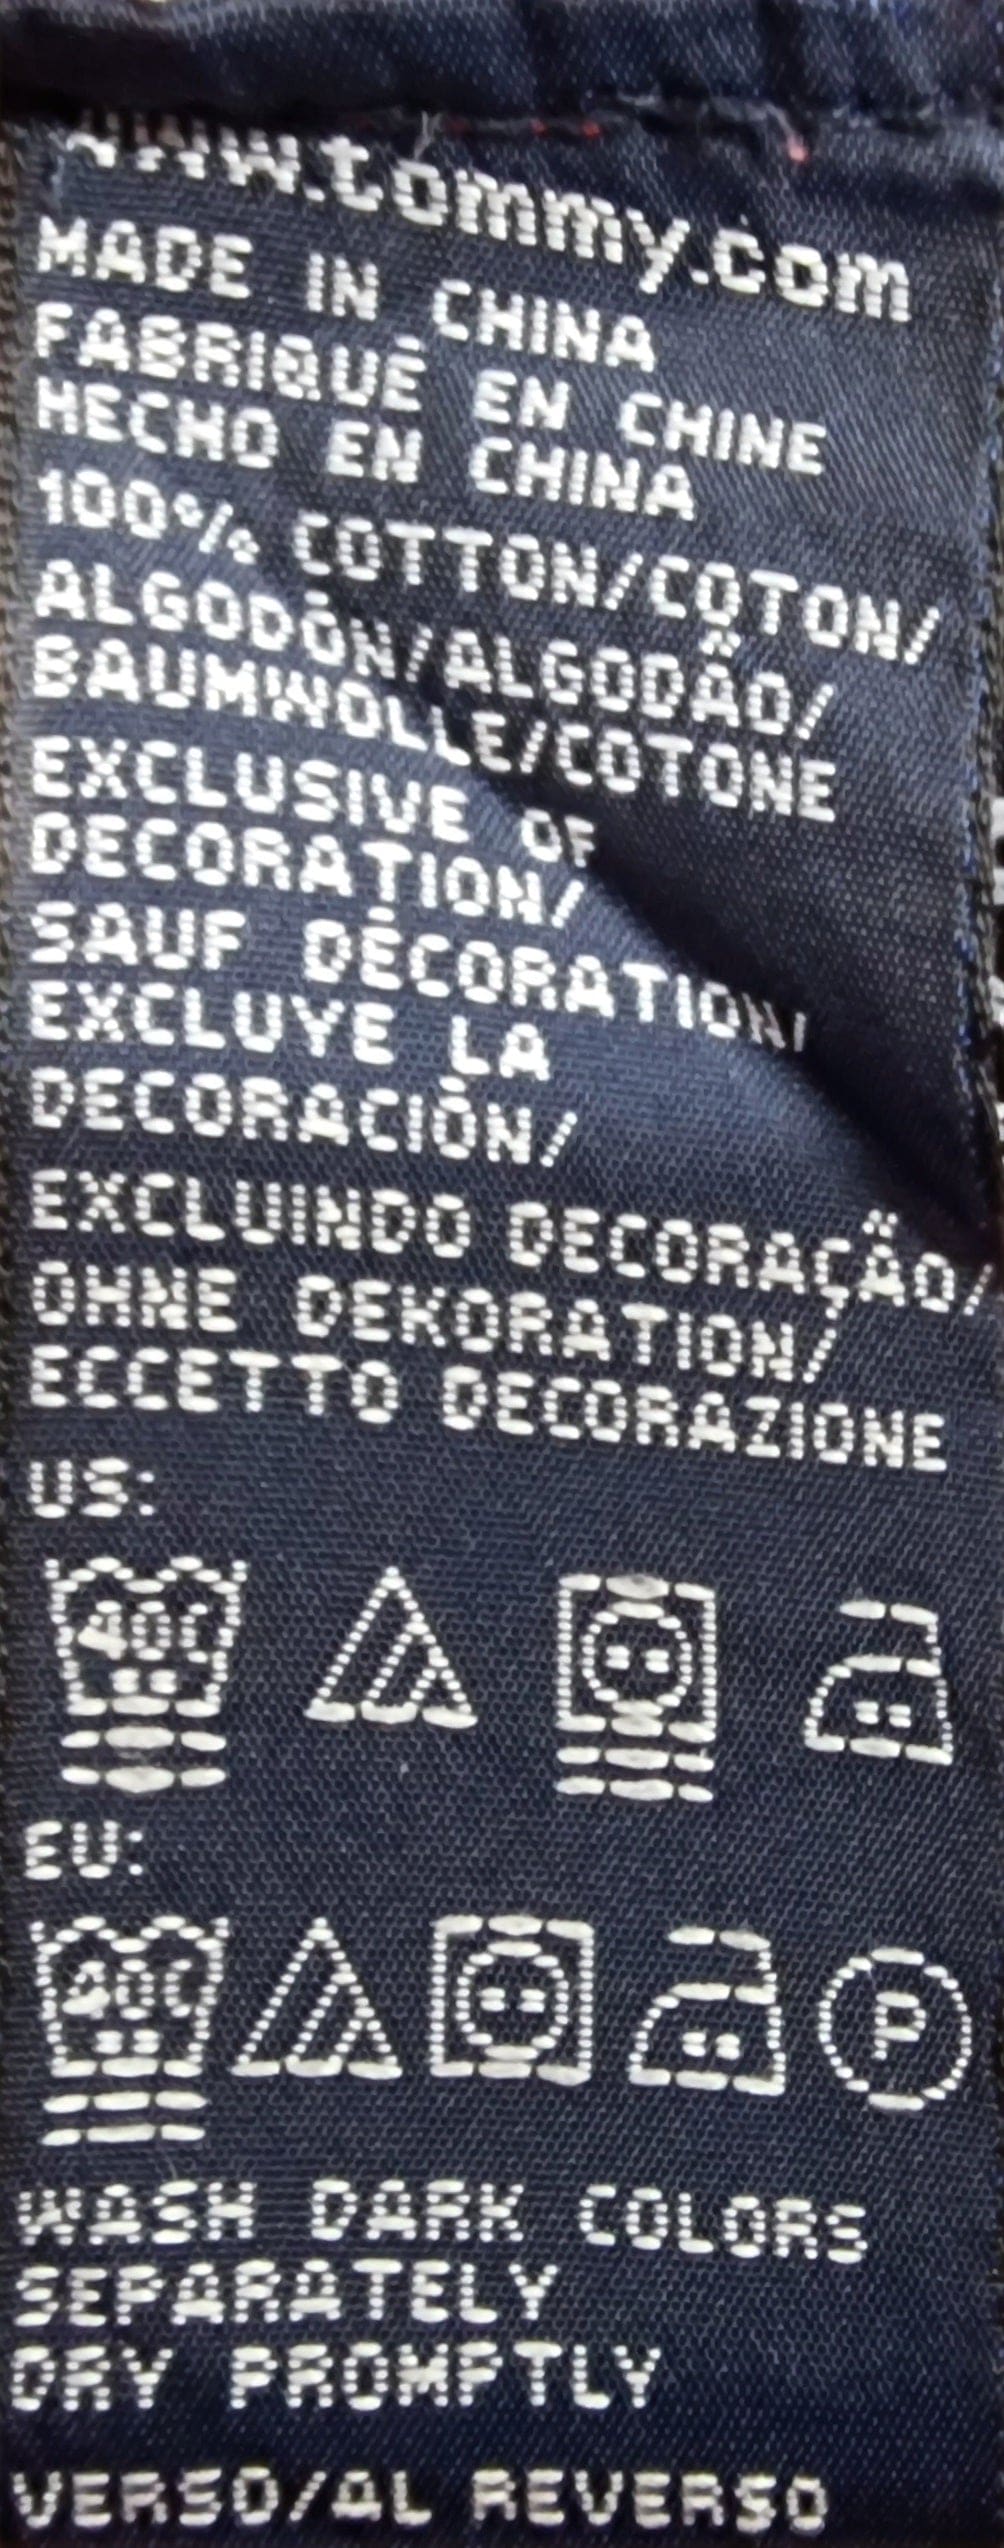 www.tommy.com
MADE IN CHINA
FABRIQUÉ EN CHINE
HECHO EN CHINA
100% COTTON/COTON/
ALGODÓN/ALGODÃO/
BAUMWOLLE/COTONE
EXCLUSIVE OF
DECORATION/
SAUF DÉCORATION/
EXCLUYE LA
DECORACIÓN/
EXCLUINDO DECORAÇÃO/
OHNE DEKORATION/
ECCETTO DECORAZIONE
US:
40C
EU:
40C P
WASH DARK COLORS
SEPARATELY
DRY PROMPTLY
VERSO/AL REVERSO